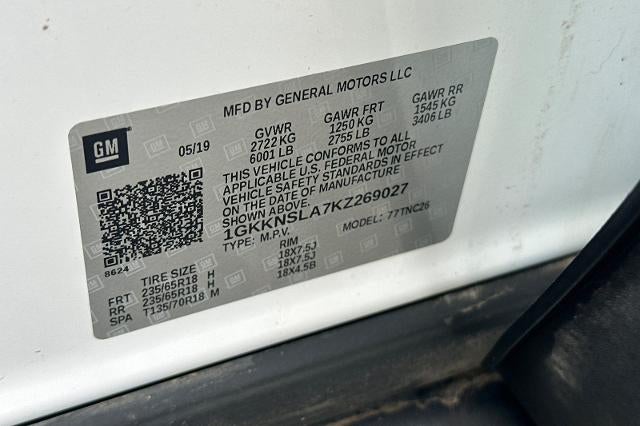 MFD BY GENERAL MOTORS LLC
GM
05/19
GVWR
2722 KG
6001 LB
GAWR FRT
1250 KG
2755 LB
GAWR RR
1545 KG
3406 LB
THIS VEHICLE CONFORMS TO ALL
APPLICABLE U.S. FEDERAL MOTOR
VEHICLE SAFETY STANDARDS IN EFFECT
ON THE DATE OF MANUFACTURE
SHOWN ABOVE.
1GKKNSLA7KZ269027
TYPE: M.P.V. MODEL: 77TNC26
8624
TIRE SIZE RIM
FRT 235/65R18 H 18X7.5J
RR 235/65R18 H 18X7.5J
SPA T135/70R18 M 18X4.5B